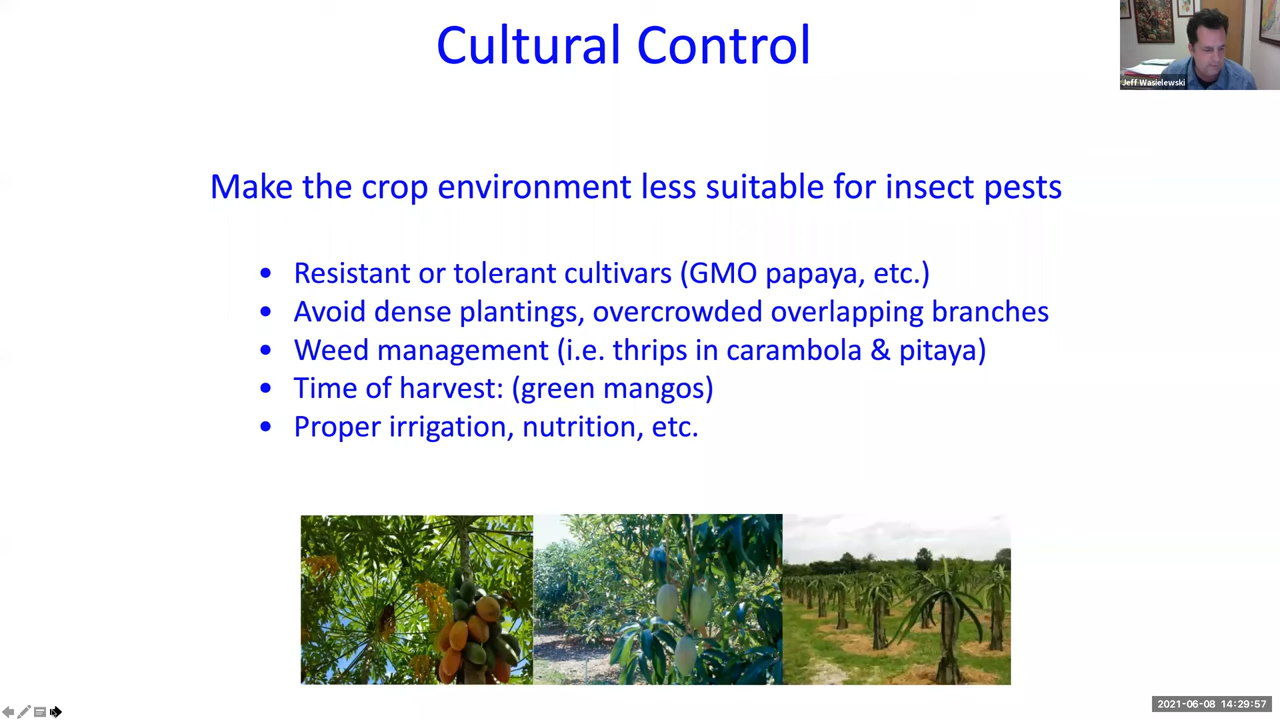 Cultural Control
Jeff Wasielewski
Make the crop environment less suitable for insect pests
• Resistant or tolerant cultivars (GMO papaya, etc.)
• Avoid dense plantings, overcrowded overlapping branches
• Weed management (i.e. thrips in carambola & pitaya)
• Time of harvest: (green mangos)
• Proper irrigation, nutrition, etc.
2021-06-08 14:29:57